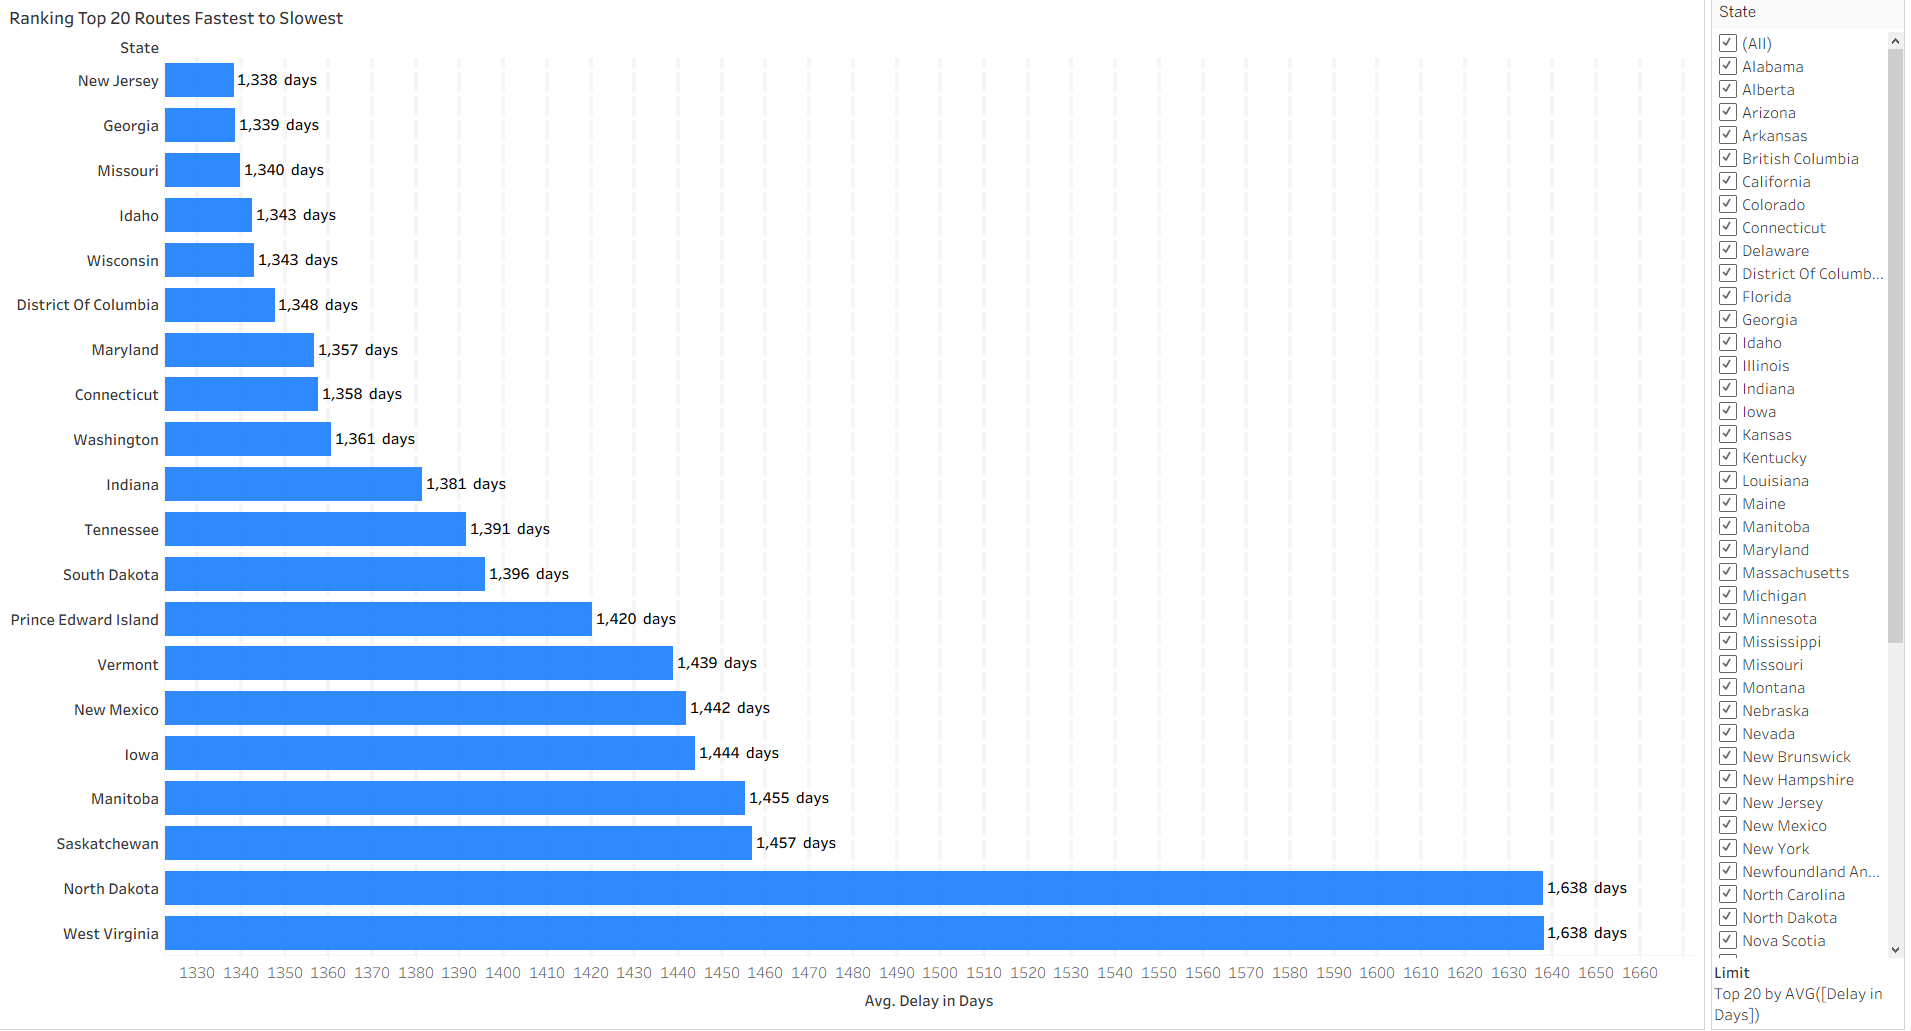 Ranking Top 20 Routes Fastest to Slowest
State
New Jersey 1,338 days
Georgia 1,339 days
Missouri 1,340 days
Idaho 1,343 days
Wisconsin 1,343 days
District Of Columbia 1,348 days
Maryland 1,357 days
Connecticut 1,358 days
Washington 1,361 days
Indiana 1,381 days
Tennessee 1,391 days
South Dakota 1,396 days
Prince Edward Island 1,420 days
Vermont 1,439 days
New Mexico 1,442 days
Iowa 1,444 days
Manitoba 1,455 days
Saskatchewan 1,457 days
North Dakota 1,638 days
West Virginia 1,638 days
1330 1340 1350 1360 1370 1380 1390 1400 1410 1420 1430 1440 1450 1460 1470 1480 1490 1500 1510 1520 1530 1540 1550 1560 1570 1580 1590 1600 1610 1620 1630 1640 1650 1660
Avg. Delay in Days
State
(All)
Alabama
Alberta
Arizona
Arkansas
British Columbia
California
Colorado
Connecticut
Delaware
District Of Columb...
Florida
Georgia
Idaho
Illinois
Indiana
Iowa
Kansas
Kentucky
Louisiana
Maine
Manitoba
Maryland
Massachusetts
Michigan
Minnesota
Mississippi
Missouri
Montana
Nebraska
Nevada
New Brunswick
New Hampshire
New Jersey
New Mexico
New York
Newfoundland An...
North Carolina
North Dakota
Nova Scotia
Limit
Top 20 by AVG([Delay in
Days])